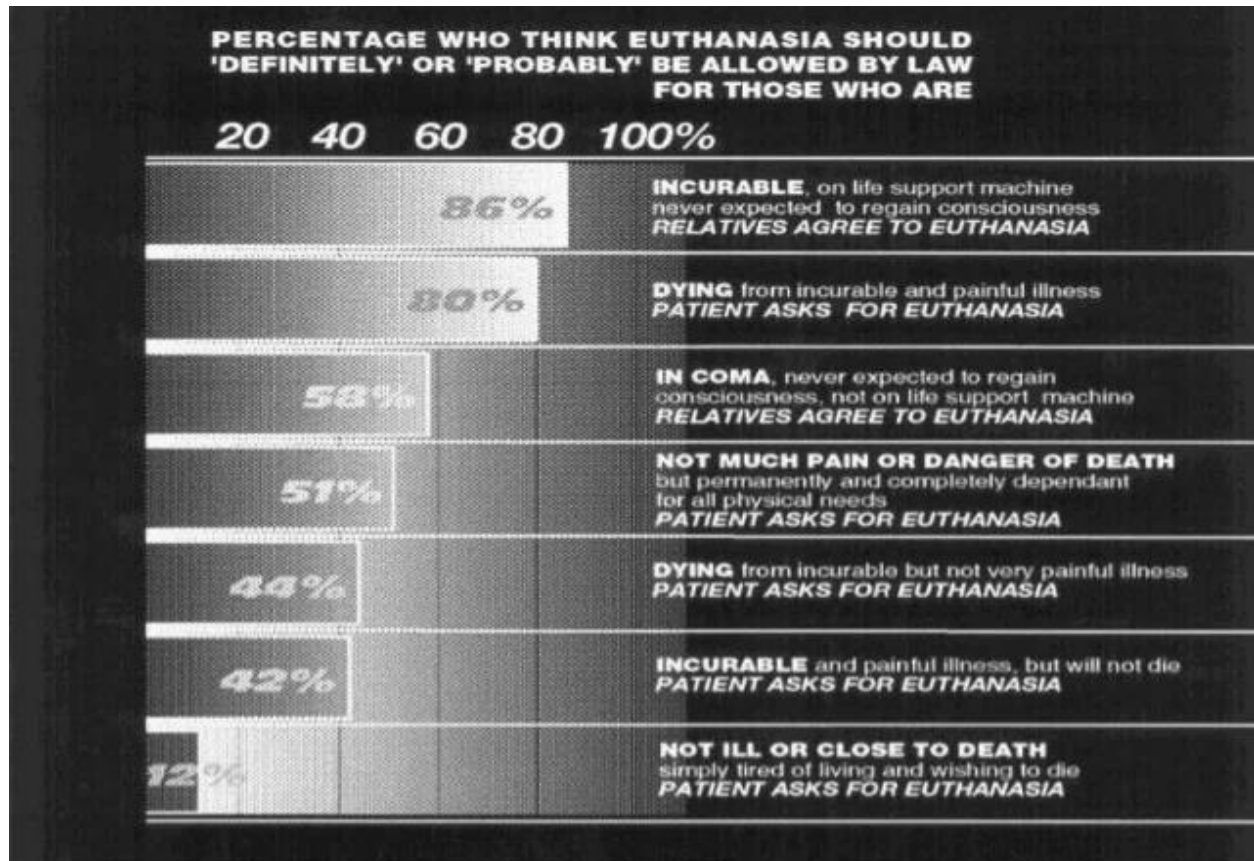 PERCENTAGE WHO THINK EUTHANASIA SHOULD
'DEFINITELY' OR 'PROBABLY' BE ALLOWED BY LAW
FOR THOSE WHO ARE
20 40 60 80 100%
86%
INCURABLE, on life support machine
never expected to regain consciousness
RELATIVES AGREE TO EUTHANASIA
80%
DYING from incurable and painful illness
PATIENT ASKS FOR EUTHANASIA
58%
IN COMA, never expected to regain
consciousness, not on life support machine
RELATIVES AGREE TO EUTHANASIA
51%
NOT MUCH PAIN OR DANGER OF DEATH
but permanently and completely dependant
for all physical needs
PATIENT ASKS FOR EUTHANASIA
44%
DYING from incurable but not very painful illness
PATIENT ASKS FOR EUTHANASIA
42%
INCURABLE and painful illness, but will not die
PATIENT ASKS FOR EUTHANASIA
12%
NOT ILL OR CLOSE TO DEATH
simply tired of living and wishing to die
PATIENT ASKS FOR EUTHANASIA